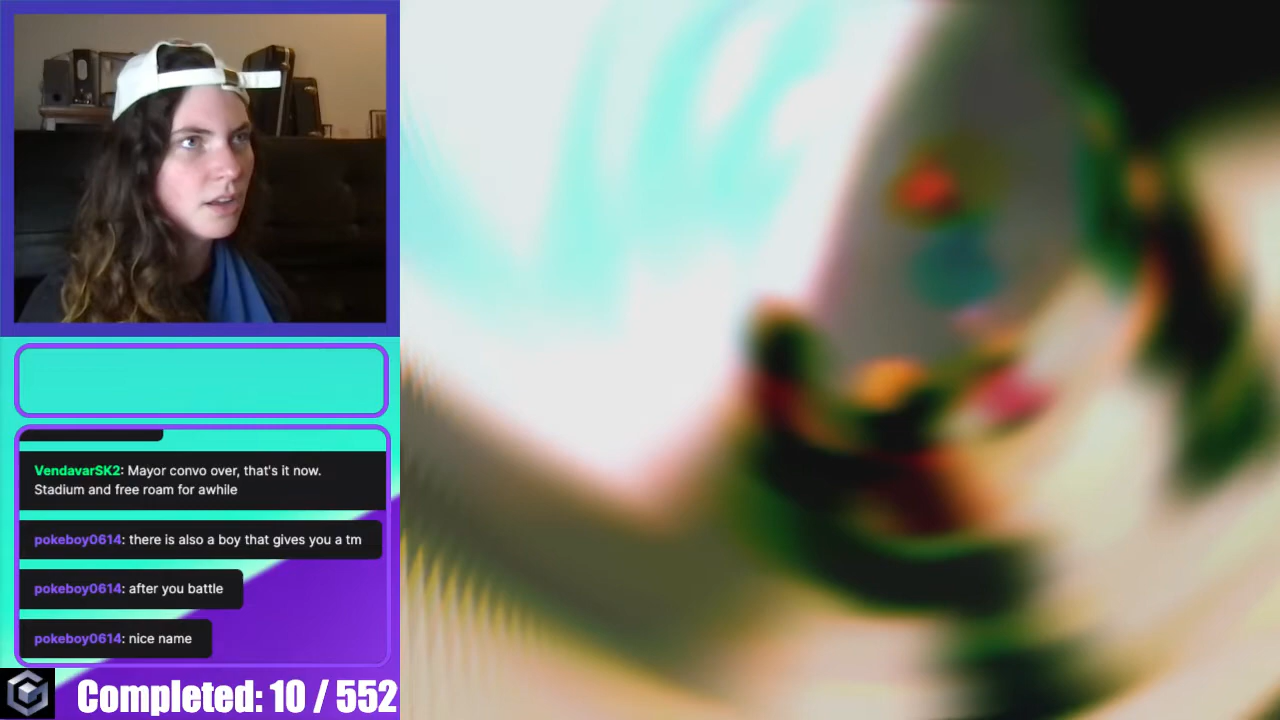 VendavarSK2: Mayor convo over, that's it now.
Stadium and free roam for awhile
pokeboy0614: there is also a boy that gives you a tm
pokeboy0614: after you battle
pokeboy0614: nice name
Completed: 10 / 552